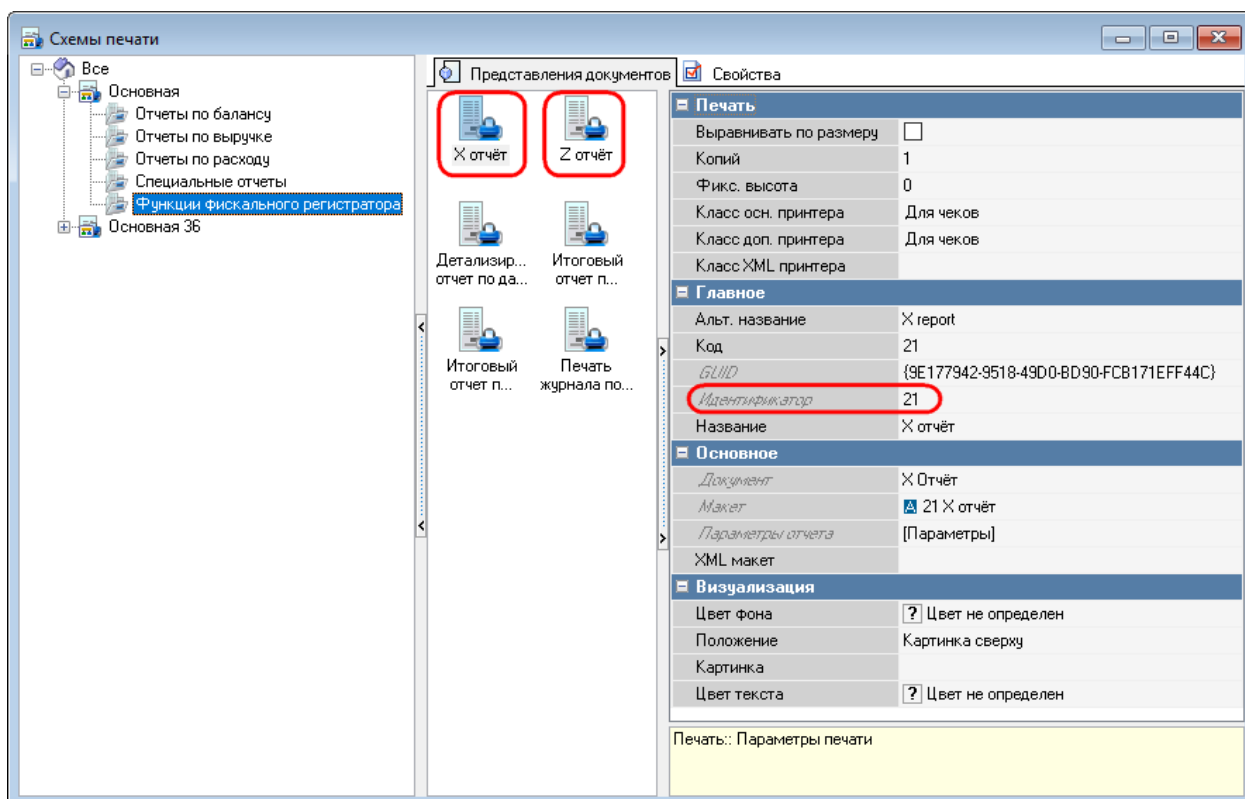 Схемы печати
Все
Основная
Отчеты по балансу
Отчеты по выручке
Отчеты по расходу
Специальные отчеты
Функции фискального регистратора
Основная 36
Представления документов
Свойства
X отчёт
Z отчёт
Детализир...
отчет по да...
Итоговый
отчет п...
Итоговый
отчет п...
Печать
журнала по...
Печать
Выравнивать по размеру
Копий 1
Фикс. высота 0
Класс осн. принтера Для чеков
Класс доп. принтера Для чеков
Класс XML принтера
Главное
Альт. название X report
Код 21
GUID {9E177942-9518-49D0-BD90-FCB171EFF44C}
Идентификатор 21
Название X отчёт
Основное
Документ X Отчёт
Макет A 21 X отчёт
Параметры отчета [Параметры]
XML макет
Визуализация
Цвет фона ? Цвет не определен
Положение Картинка сверху
Картинка
Цвет текста ? Цвет не определен
Печать:: Параметры печати